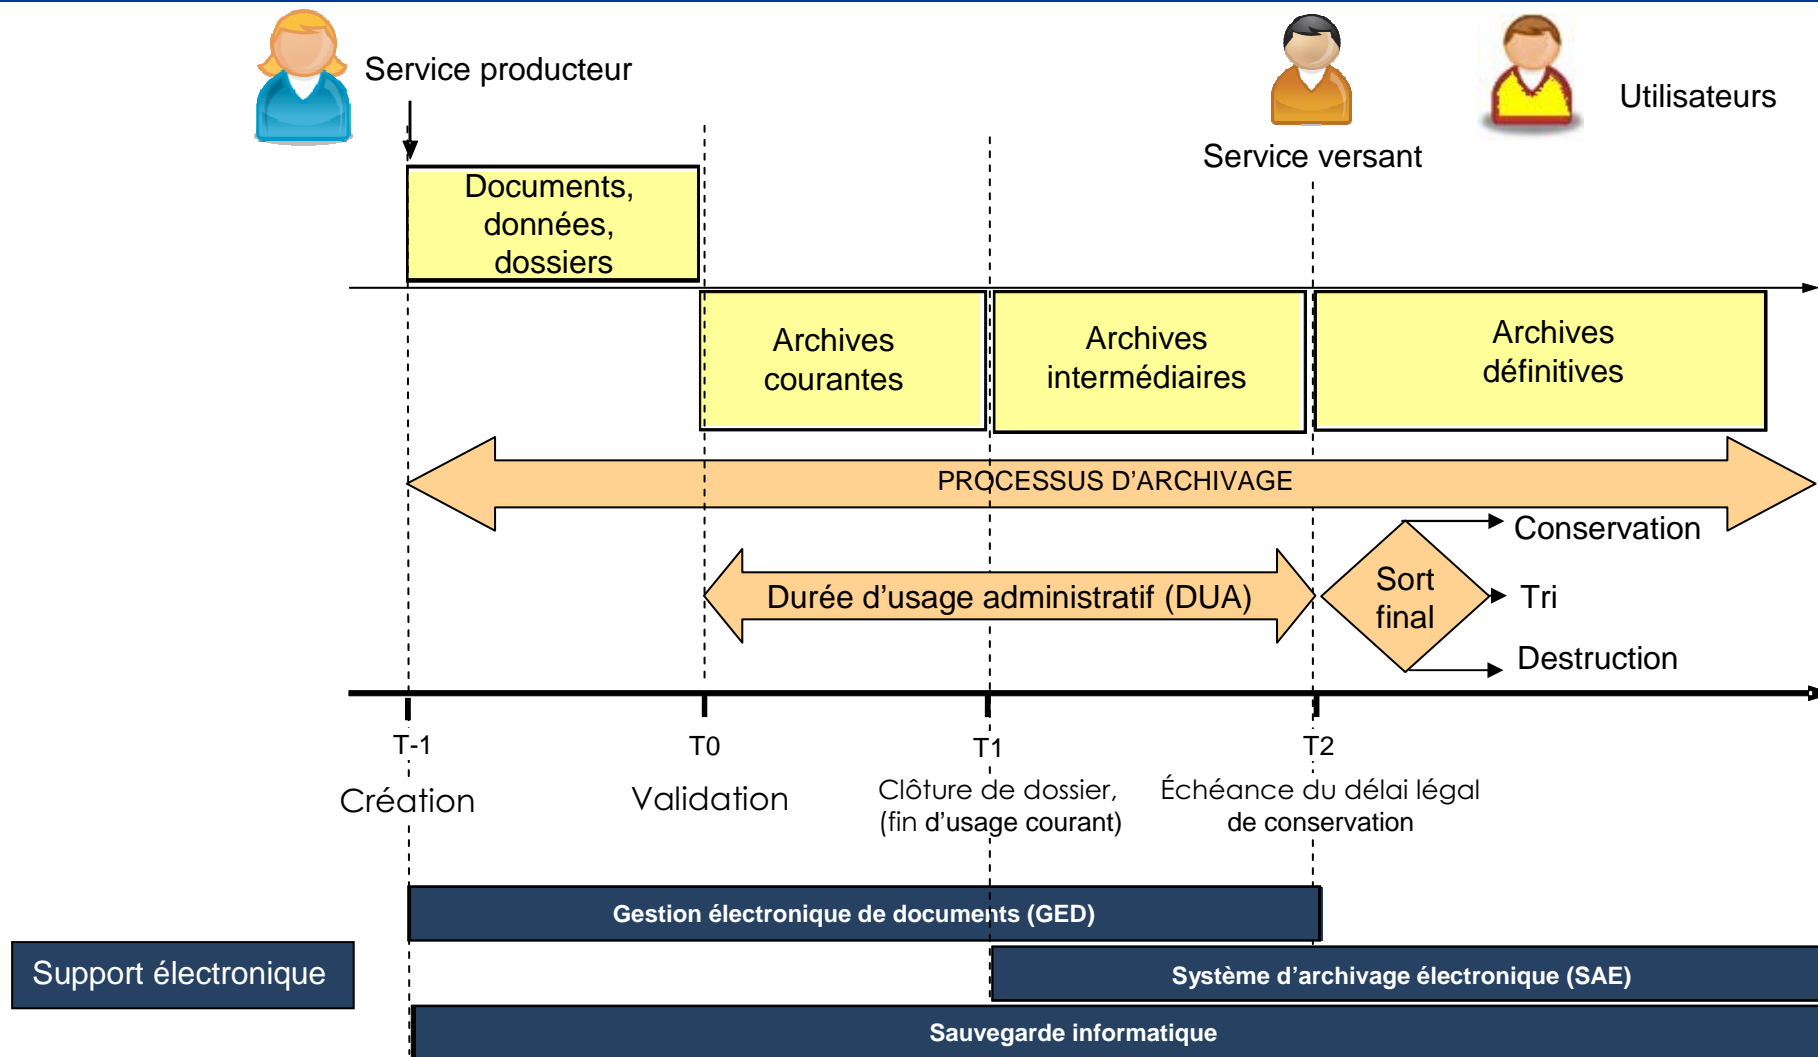 Service producteur
Utilisateurs
Service versant
Documents,
données,
dossiers
Archives
courantes
Archives
intermédiaires
Archives
définitives
PROCESSUS D’ARCHIVAGE
Conservation
Durée d’usage administratif (DUA)
Sort
final
Tri
Destruction
T-1
T0
T1
T2
Création
Validation
Clôture de dossier,
(fin d’usage courant)
Échéance du délai légal
de conservation
Gestion électronique de documents (GED)
Support électronique
Système d’archivage électronique (SAE)
Sauvegarde informatique